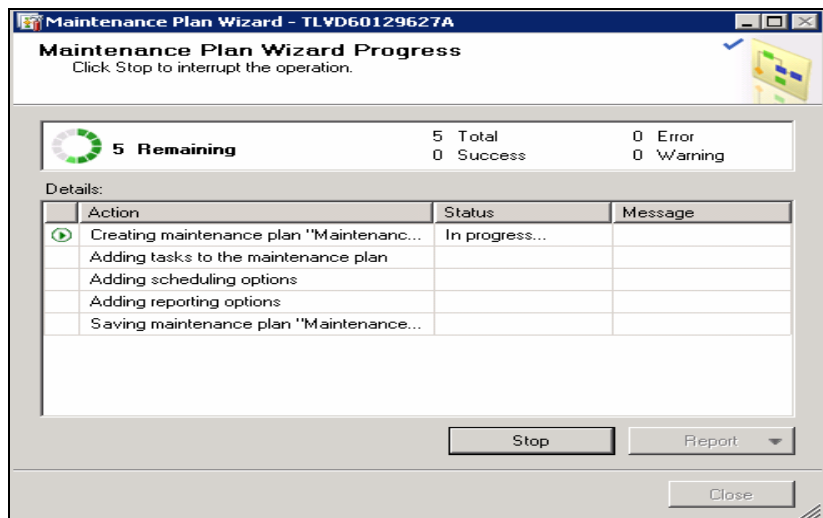 Maintenance Plan Wizard - TLVD60129627A
Maintenance Plan Wizard Progress
Click Stop to interrupt the operation.
5 Remaining
5 Total
0 Error
0 Success
0 Warning
Details:
Action Status Message
Creating maintenance plan "Maintenanc... In progress...
Adding tasks to the maintenance plan
Adding scheduling options
Adding reporting options
Saving maintenance plan "Maintenance...
Stop
Report
Close